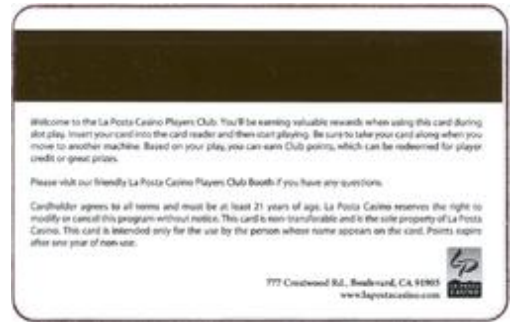 Welcome to the La Posta Casino Players Club. You'll be earning valuable rewards when using this card during
slot play. Insert your card into the card reader and then start playing. Be sure to take your card along when you
move to another machine. Based on your play, you can earn Club points, which can be redeemed for player
credit or great prizes.
Please visit our friendly La Posta Casino Players Club Booth if you have any questions.
Cardholder agrees to all terms and must be at least 21 years of age. La Posta Casino reserves the right to
modify or cancel this program without notice. This card is non-transferable and is the sole property of La Posta
Casino. This card is intended only for the use by the person whose name appears on the card. Points expire
after one year of non-use.
LP
LA POSTA
CASINO
777 Crestwood Rd., Boulevard, CA 91905
www.lapostacasino.com